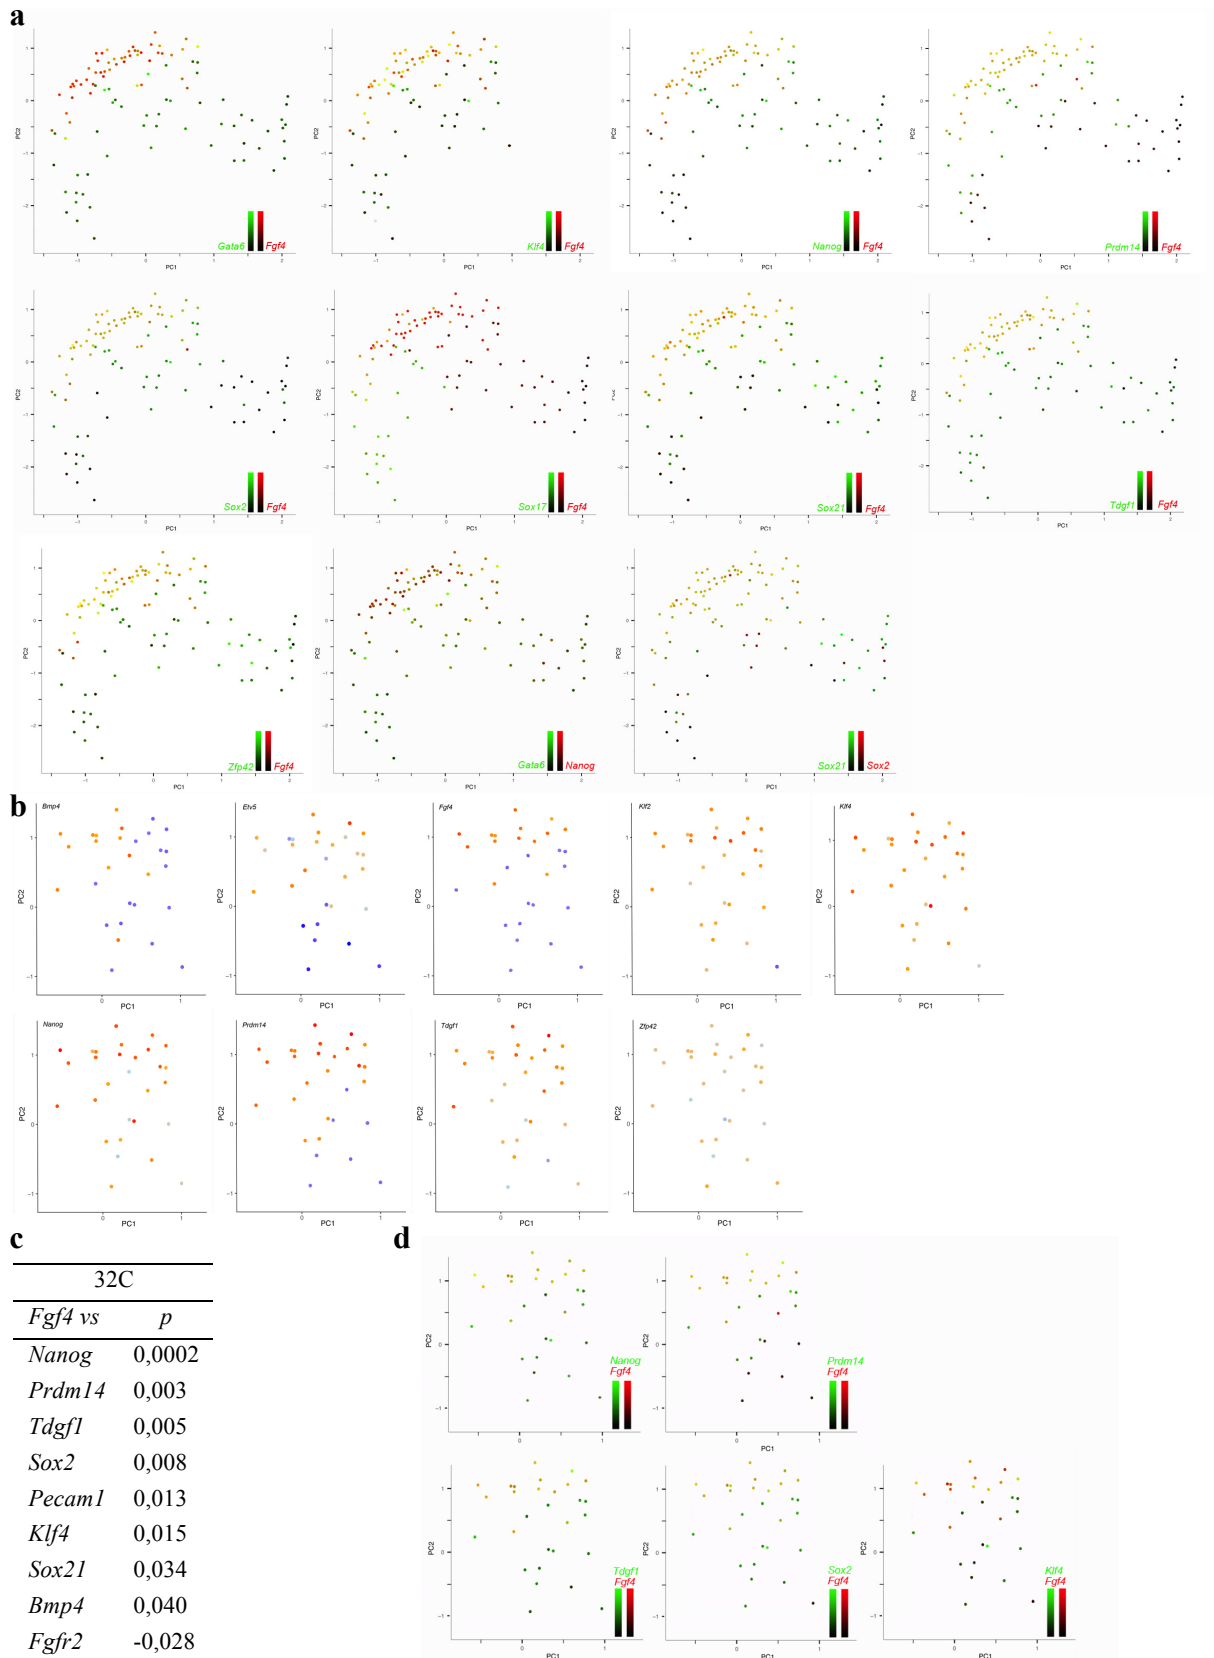 a
PC2
PC1
Gata6 Fgf4
Klf4 Fgf4
Nanog Fgf4
Prdm14 Fgf4
Sox2 Fgf4
Sox17 Fgf4
Sox21 Fgf4
Tdgf1 Fgf4
Zfp42 Fgf4
Gata6 Nanog
Sox21 Sox2
b
Bmp4
Etv5
Fgf4
Klf2
Klf4
Nanog
Prdm14
Tdgf1
Zfp42
c
32C
Fgf4 vs p
Nanog 0,0002
Prdm14 0,003
Tdgf1 0,005
Sox2 0,008
Pecam1 0,013
Klf4 0,015
Sox21 0,034
Bmp4 0,040
Fgfr2 -0,028
d
Nanog
Fgf4
Prdm14
Fgf4
Tdgf1
Fgf4
Sox2
Fgf4
Klf4
Fgf4